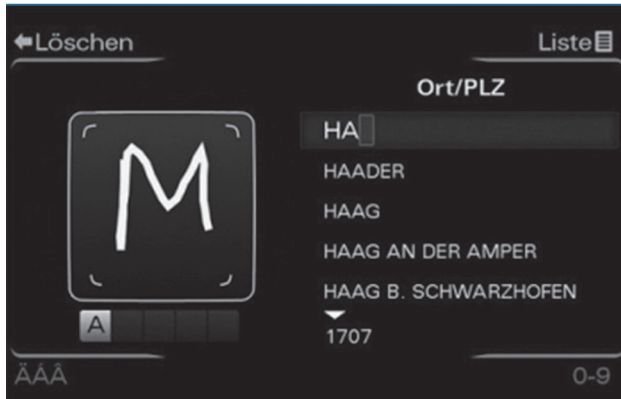 Löschen
Liste
Ort/PLZ
HA
HAADER
HAAG
HAAG AN DER AMPER
HAAG B. SCHWARZHOFEN
1707
M
A
ÄÁÂ
0-9